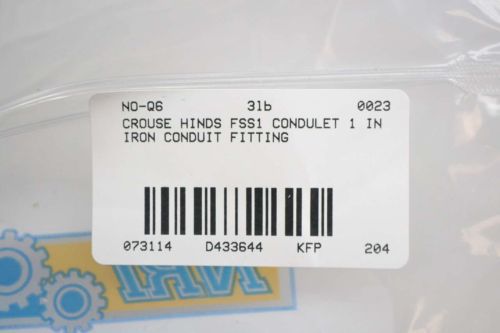 NO-Q6 3lb 0023
CROUSE HINDS FSS1 CONDULET 1 IN
IRON CONDUIT FITTING
073114 D433644 KFP 204